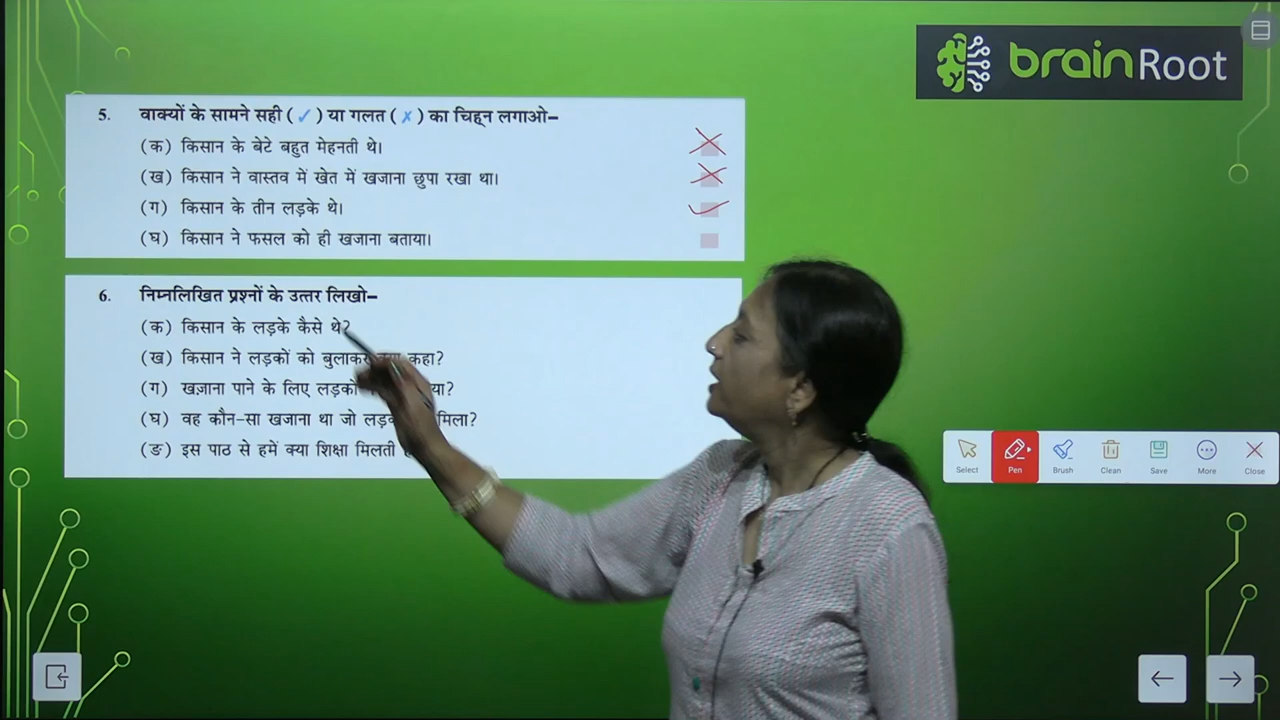 brainRoot
5. वाक्यों के सामने सही ( ✓ ) या गलत ( ✗ ) का चिह्न लगाओ–
(क) किसान के बेटे बहुत मेहनती थे।
(ख) किसान ने वास्तव में खेत में खजाना छुपा रखा था।
(ग) किसान के तीन लड़के थे।
(घ) किसान ने फसल को ही खजाना बताया।
6. निम्नलिखित प्रश्नों के उत्तर लिखो–
(क) किसान के लड़के कैसे थे?
(ख) किसान ने लड़कों को बुलाकर कहा?
(ग) खज़ाना पाने के लिए लड़कों
(घ) वह कौन-सा खजाना था जो मिला?
(ङ) इस पाठ से हमें क्या शिक्षा मिलती
Select Pen Brush Clean Save More Close